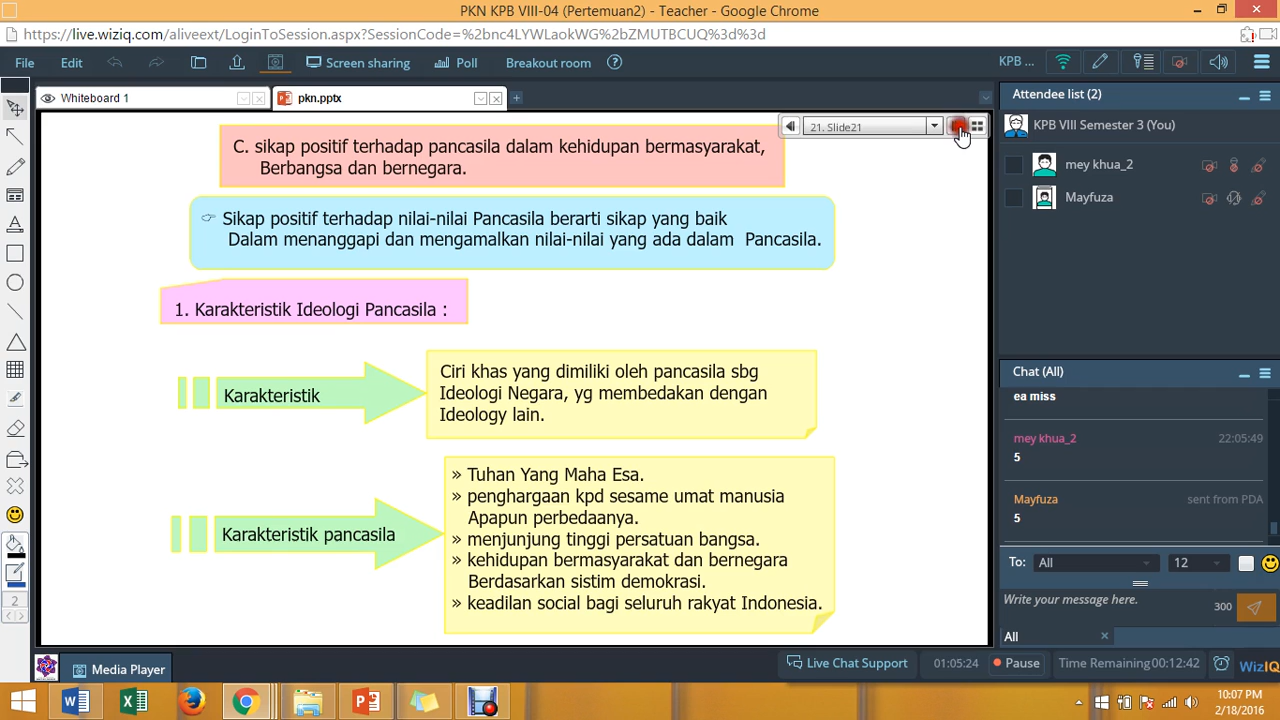 PKN KPB VIII-04 (Pertemuan2) - Teacher - Google Chrome
https://live.wiziq.com/aliveext/LoginToSession.aspx?SessionCode=%2bnc4LYWLaokWG%2bZMUTBCUQ%3d%3d
File Edit Screen sharing Poll Breakout room KPB ...
Whiteboard 1 pkn.pptx
21. Slide21
C. sikap positif terhadap pancasila dalam kehidupan bermasyarakat,
Berbangsa dan bernegara.
☞ Sikap positif terhadap nilai-nilai Pancasila berarti sikap yang baik
Dalam menanggapi dan mengamalkan nilai-nilai yang ada dalam Pancasila.
1. Karakteristik Ideologi Pancasila :
Karakteristik
Ciri khas yang dimiliki oleh pancasila sbg
Ideologi Negara, yg membedakan dengan
Ideology lain.
Karakteristik pancasila
» Tuhan Yang Maha Esa.
» penghargaan kpd sesame umat manusia
Apapun perbedaanya.
» menjunjung tinggi persatuan bangsa.
» kehidupan bermasyarakat dan bernegara
Berdasarkan sistim demokrasi.
» keadilan social bagi seluruh rakyat Indonesia.
Attendee list (2)
KPB VIII Semester 3 (You)
mey khua_2
Mayfuza
Chat (All)
ea miss
mey khua_2 22:05:49
5
Mayfuza sent from PDA
5
To: All 12
Write your message here. 300
All
2
Media Player
Live Chat Support 01:05:24 Pause Time Remaining 00:12:42 WizIQ
10:07 PM
2/18/2016